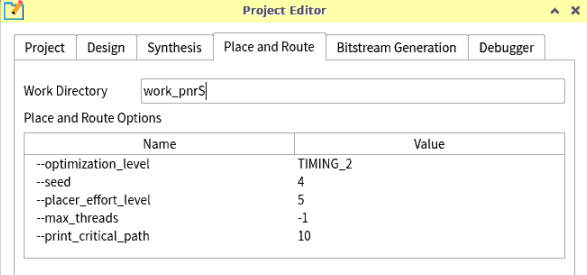 Project Editor
Project Design Synthesis Place and Route Bitstream Generation Debugger
Work Directory work_pnrS
Place and Route Options
Name Value
--optimization_level TIMING_2
--seed 4
--placer_effort_level 5
--max_threads -1
--print_critical_path 10